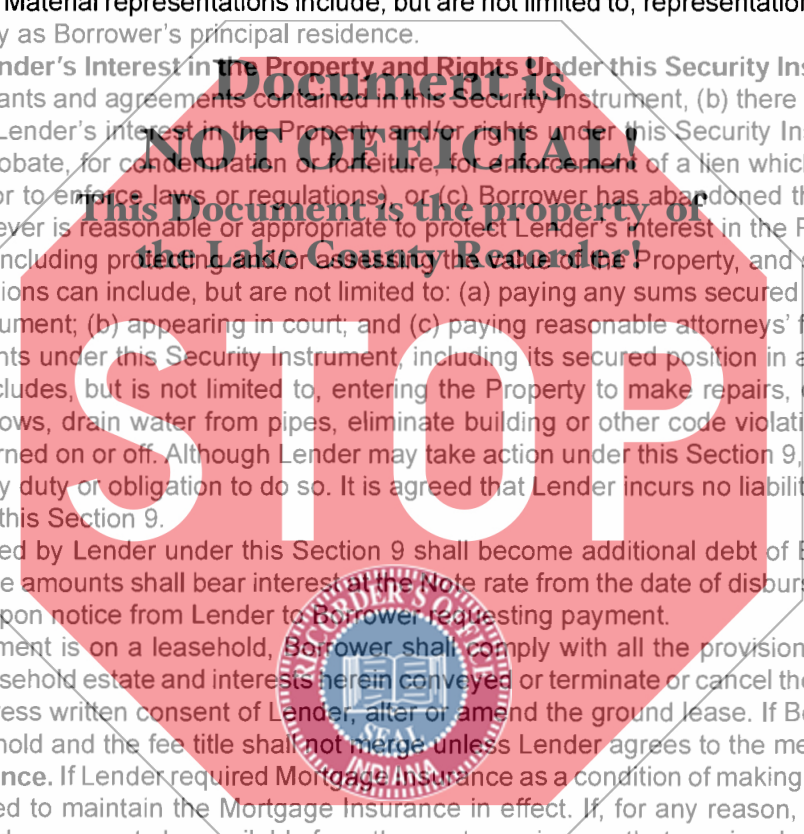 Material representations include, but are not limited to, representation
y as Borrower's principal residence.
nder's Interest in the Property and Rights Under this Security Ins
ants and agreements contained in this Security Instrument, (b) there
Lender's interest in the Property and/or rights under this Security In
obate, for condemnation or forfeiture, for enforcement of a lien which
or to enforce laws or regulations), or (c) Borrower has abandoned th
ever is reasonable or appropriate to protect Lender's interest in the P
ncluding protecting and/or assessing the value of the Property, and
ions can include, but are not limited to: (a) paying any sums secured
ument; (b) appearing in court; and (c) paying reasonable attorneys' f
nts under this Security Instrument, including its secured position in a
cludes, but is not limited to, entering the Property to make repairs,
ows, drain water from pipes, eliminate building or other code violati
rned on or off. Although Lender may take action under this Section 9,
y duty or obligation to do so. It is agreed that Lender incurs no liabilit
this Section 9.
ed by Lender under this Section 9 shall become additional debt of B
e amounts shall bear interest at the Note rate from the date of disburs
pon notice from Lender to Borrower requesting payment.
ment is on a leasehold, Borrower shall comply with all the provision
sehold estate and interests herein conveyed or terminate or cancel the
ress written consent of Lender, alter or amend the ground lease. If Bo
hold and the fee title shall not merge unless Lender agrees to the me
nce. If Lender required Mortgage Insurance as a condition of making
ed to maintain the Mortgage Insurance in effect. If, for any reason,
Document is
NOT OFFICIAL!
This Document is the property of
the Lake County Recorder!
STOP
RECORDER'S OFFICE
SEAL
INDIANA